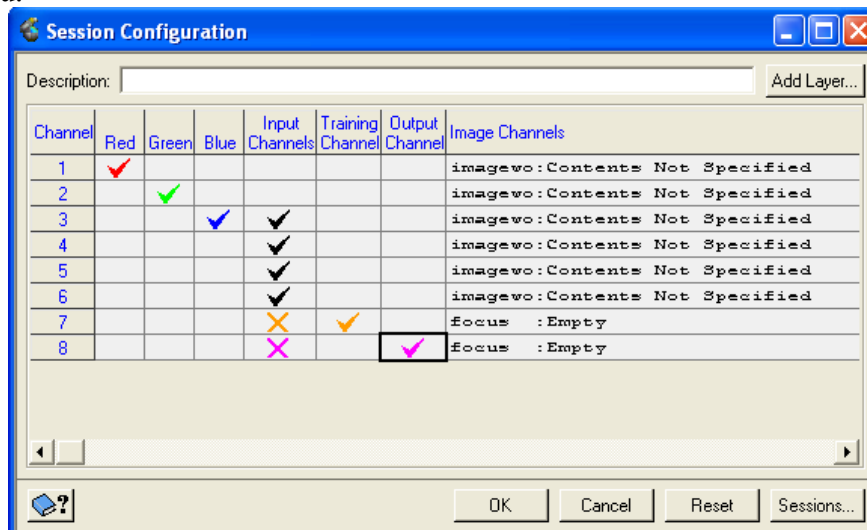 Session Configuration
Description: Add Layer...
Channel Red Green Blue Input Channels Training Channel Output Channel Image Channels
1 imagewo:Contents Not Specified
2 imagewo:Contents Not Specified
3 imagewo:Contents Not Specified
4 imagewo:Contents Not Specified
5 imagewo:Contents Not Specified
6 imagewo:Contents Not Specified
7 focus :Empty
8 focus :Empty
? OK Cancel Reset Sessions...